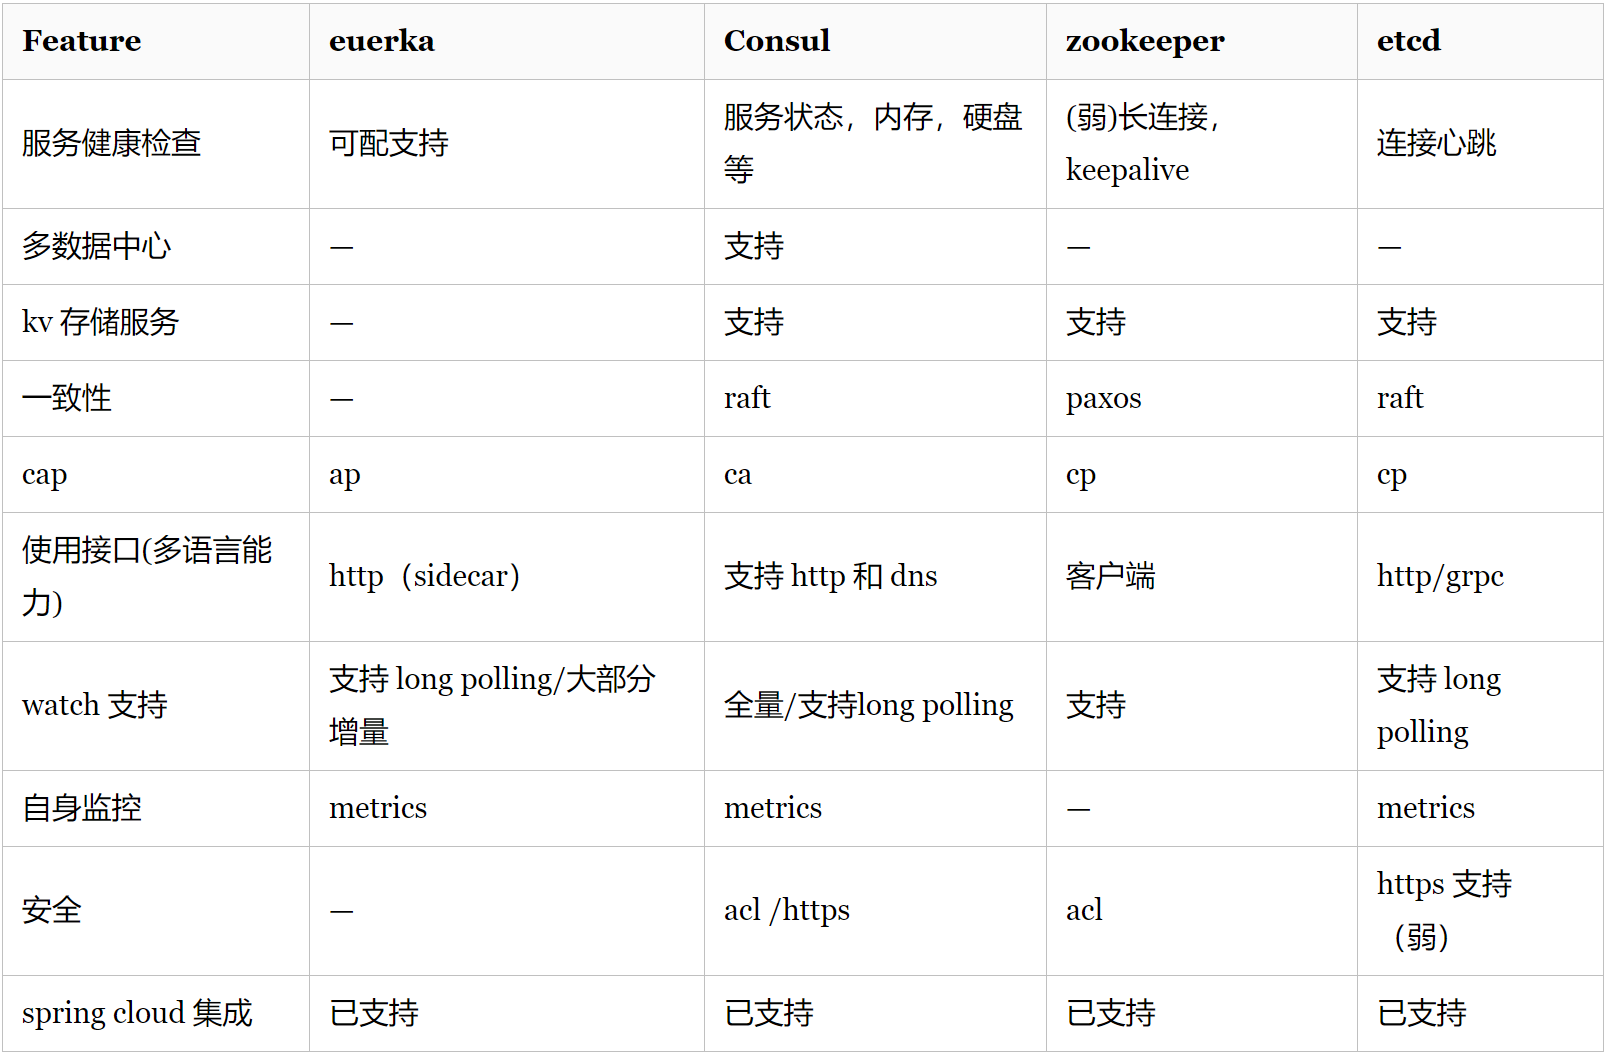 Feature euerka Consul zookeeper etcd
服务健康检查 可配支持 服务状态，内存，硬盘
等 (弱)长连接，
keepalive 连接心跳
多数据中心 — 支持 — —
kv 存储服务 — 支持 支持 支持
一致性 — raft paxos raft
cap ap ca cp cp
使用接口(多语言能
力) http（sidecar） 支持 http 和 dns 客户端 http/grpc
watch 支持 支持 long polling/大部分
增量 全量/支持long polling 支持 支持 long
polling
自身监控 metrics metrics — metrics
安全 — acl /https acl https 支持
（弱）
spring cloud 集成 已支持 已支持 已支持 已支持